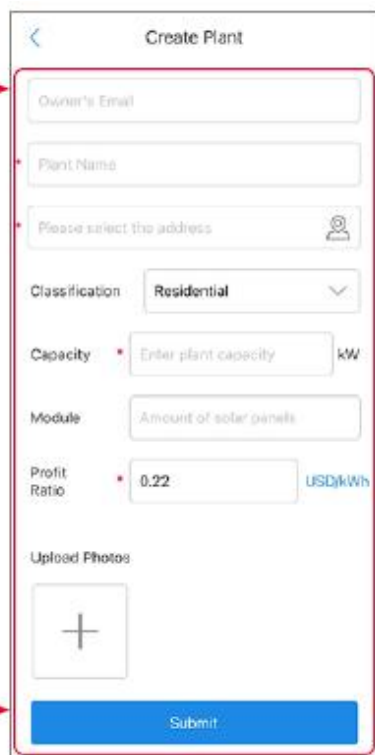 Create Plant
Owner's Email
* Plant Name
* Please select the address
Classification Residential
Capacity * Enter plant capacity kW
Module Amount of solar panels
Profit
Ratio * 0.22 USD/kWh
Upload Photos
Submit